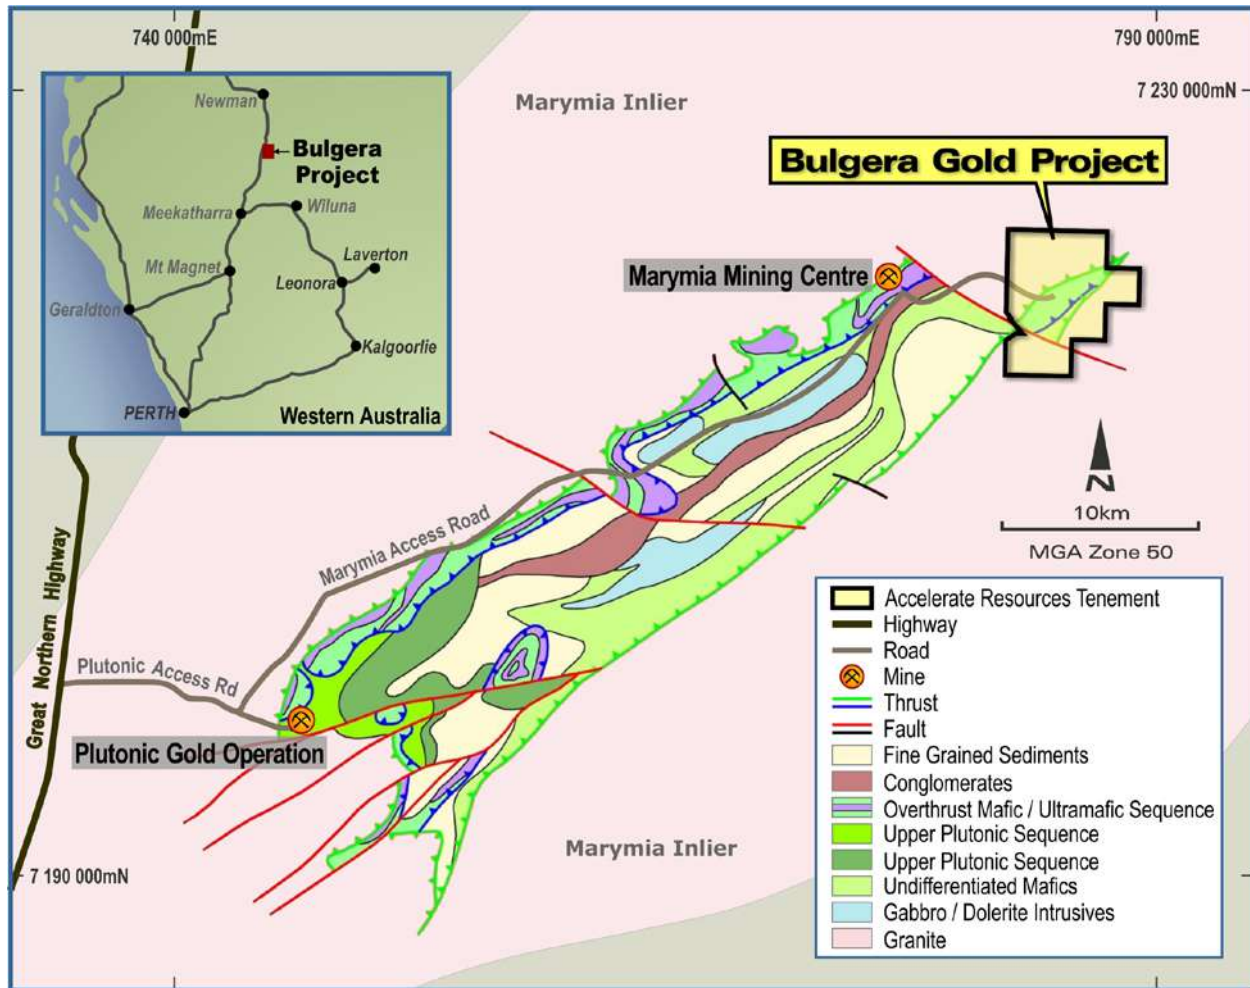 740 000mE
790 000mE
7 230 000mN
Marymia Inlier
Newman
Bulgera
Project
Meekatharra
Wiluna
Mt Magnet
Laverton
Leonora
Geraldton
Kalgoorlie
PERTH
Western Australia
Bulgera Gold Project
Marymia Mining Centre
N
10km
MGA Zone 50
Marymia Access Road
Great Northern Highway
Plutonic Access Rd
Plutonic Gold Operation
Marymia Inlier
7 190 000mN
Accelerate Resources Tenement
Highway
Road
Mine
Thrust
Fault
Fine Grained Sediments
Conglomerates
Overthrust Mafic / Ultramafic Sequence
Upper Plutonic Sequence
Upper Plutonic Sequence
Undifferentiated Mafics
Gabbro / Dolerite Intrusives
Granite